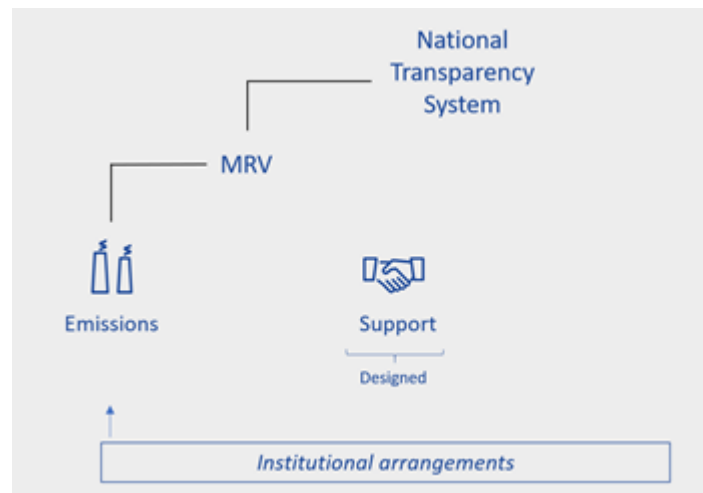 National
Transparency
System
MRV
Emissions
Support
Designed
Institutional arrangements